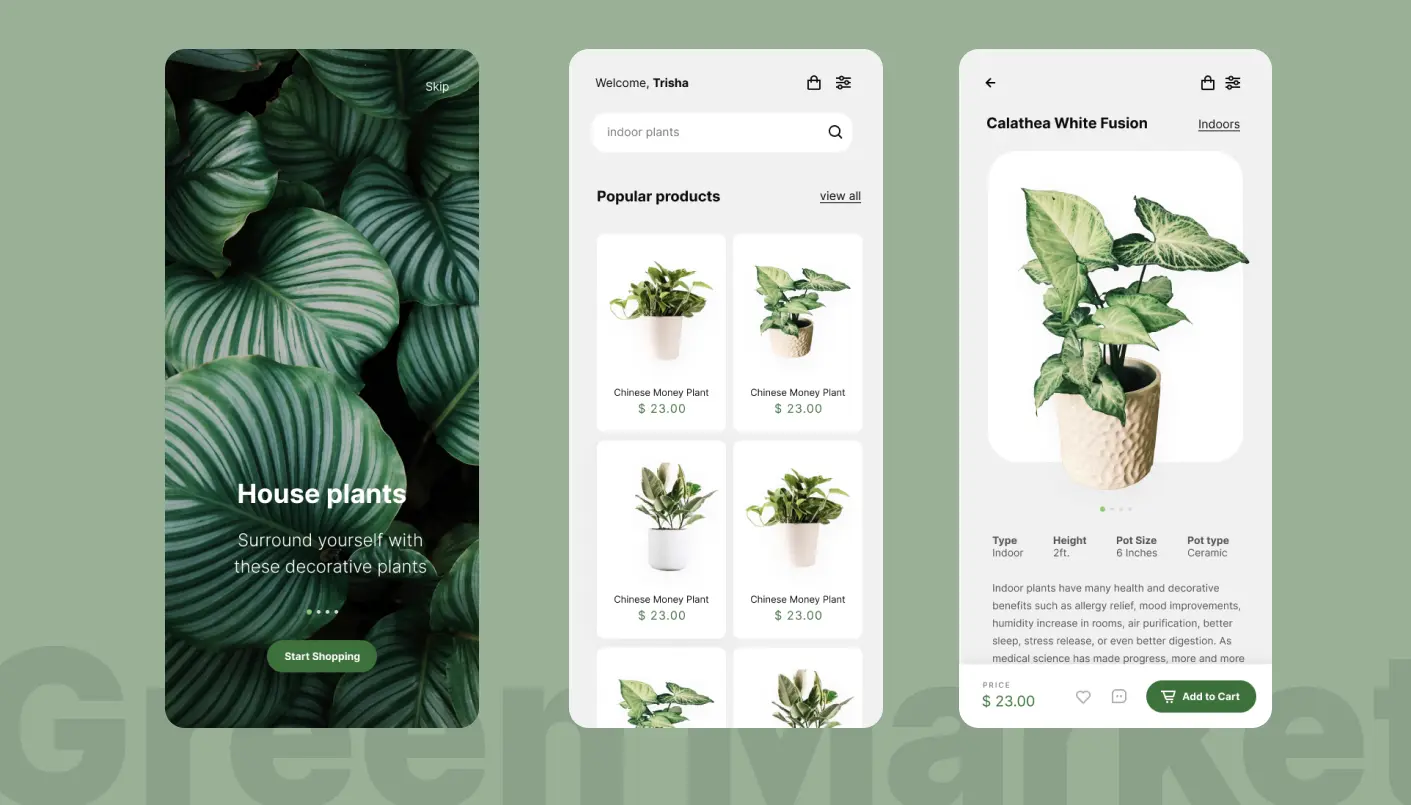 Skip
House plants
Surround yourself with
these decorative plants
Start Shopping
Welcome, Trisha
indoor plants
Popular products
view all
Chinese Money Plant
$ 23.00
Chinese Money Plant
$ 23.00
Chinese Money Plant
$ 23.00
Chinese Money Plant
$ 23.00
Calathea White Fusion
Indoors
Type Height Pot Size Pot type
Indoor 2ft. 6 Inches Ceramic
Indoor plants have many health and decorative
benefits such as allergy relief, mood improvements,
humidity increase in rooms, air purification, better
sleep, stress release, or even better digestion. As
medical science has made progress, more and more
PRICE
$ 23.00
Add to Cart
GreenMarket